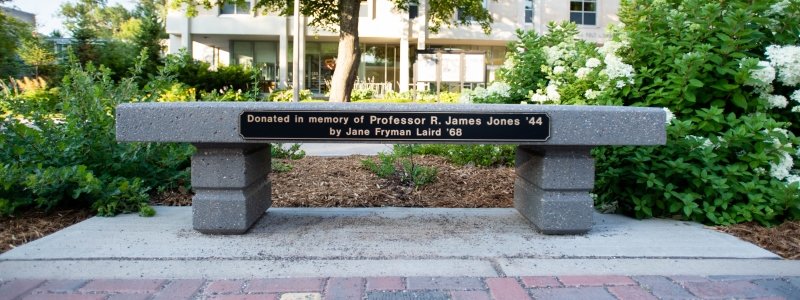 Donated in memory of Professor R. James Jones '44
by Jane Fryman Laird '68